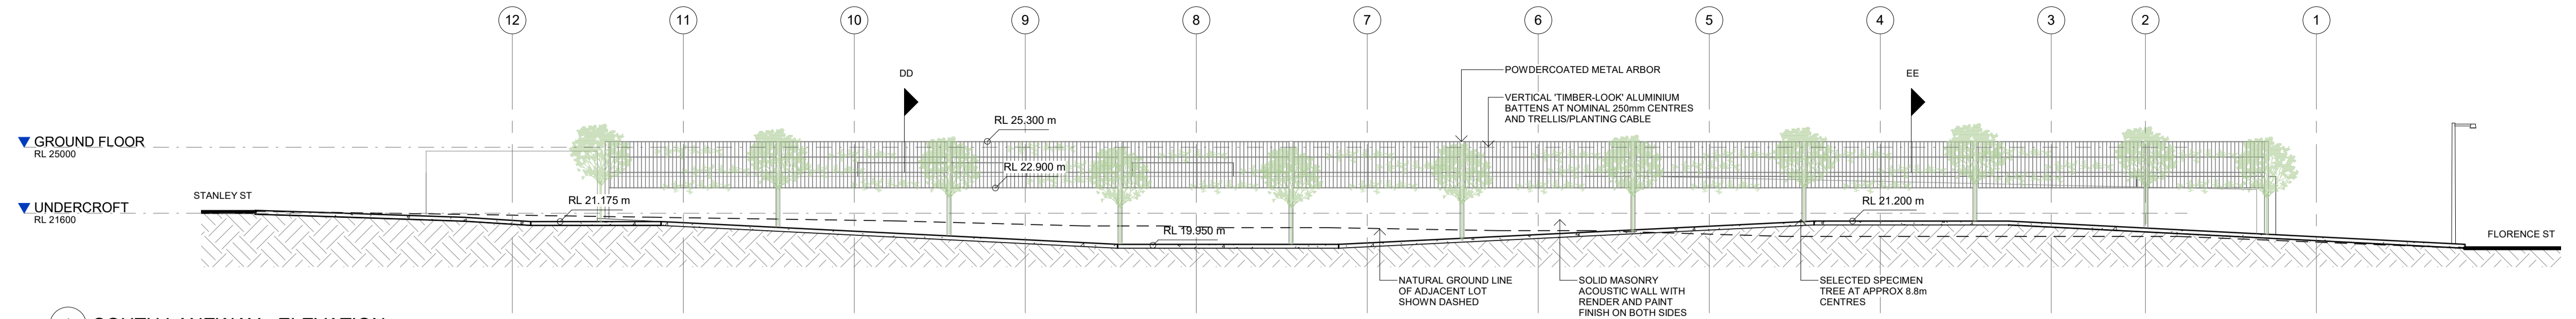 12 11 10 9 8 7 6 5 4 3 2 1
DD
EE
POWDERCOATED METAL ARBOR
VERTICAL 'TIMBER-LOOK' ALUMINIUM
BATTENS AT NOMINAL 250mm CENTRES
AND TRELLIS/PLANTING CABLE
RL 25.300 m
GROUND FLOOR
RL 25000
RL 22.900 m
STANLEY ST
UNDERCROFT
RL 21600
RL 21.175 m
RL 21.200 m
RL 19.950 m
FLORENCE ST
NATURAL GROUND LINE
OF ADJACENT LOT
SHOWN DASHED
SOLID MASONRY
ACOUSTIC WALL WITH
RENDER AND PAINT
FINISH ON BOTH SIDES
SELECTED SPECIMEN
TREE AT APPROX 8.8m
CENTRES